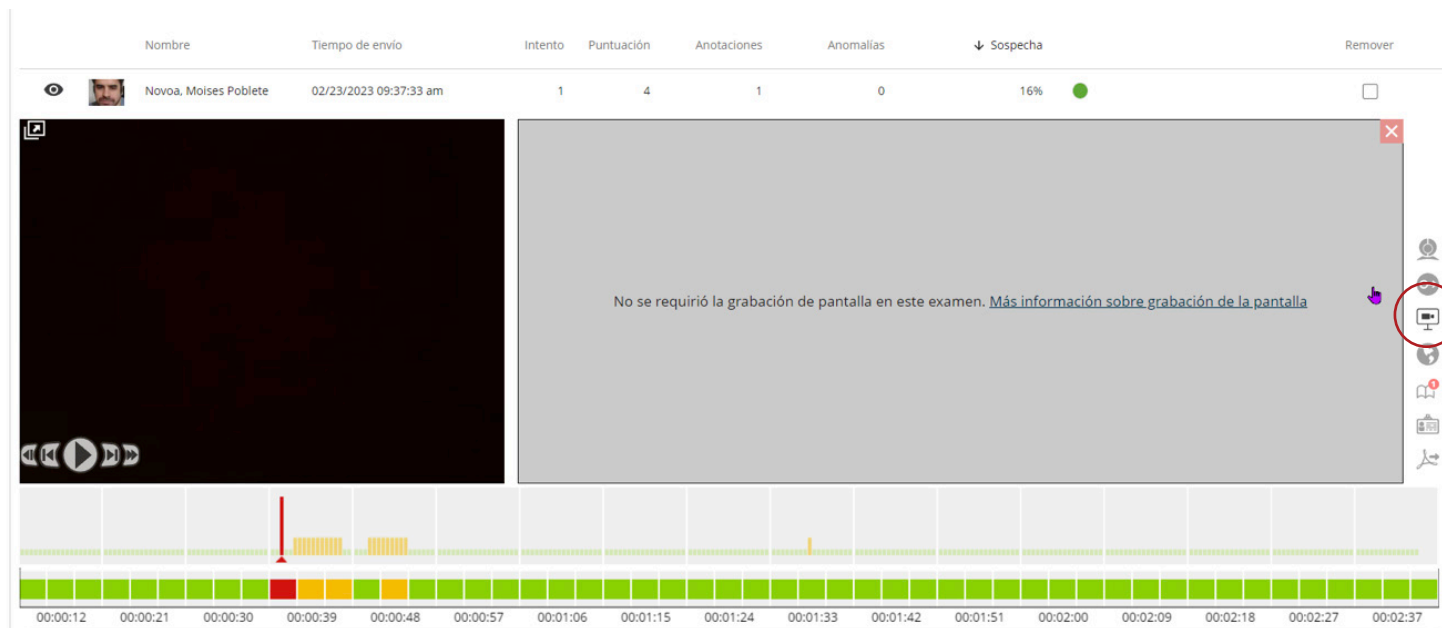 Nombre Tiempo de envío Intento Puntuación Anotaciones Anomalías ↓ Sospecha Remover
Novoa, Moises Poblete 02/23/2023 09:37:33 am 1 4 1 0 16%
No se requirió la grabación de pantalla en este examen. Más información sobre grabación de la pantalla
1
00:00:12 00:00:21 00:00:30 00:00:39 00:00:48 00:00:57 00:01:06 00:01:15 00:01:24 00:01:33 00:01:42 00:01:51 00:02:00 00:02:09 00:02:18 00:02:27 00:02:37